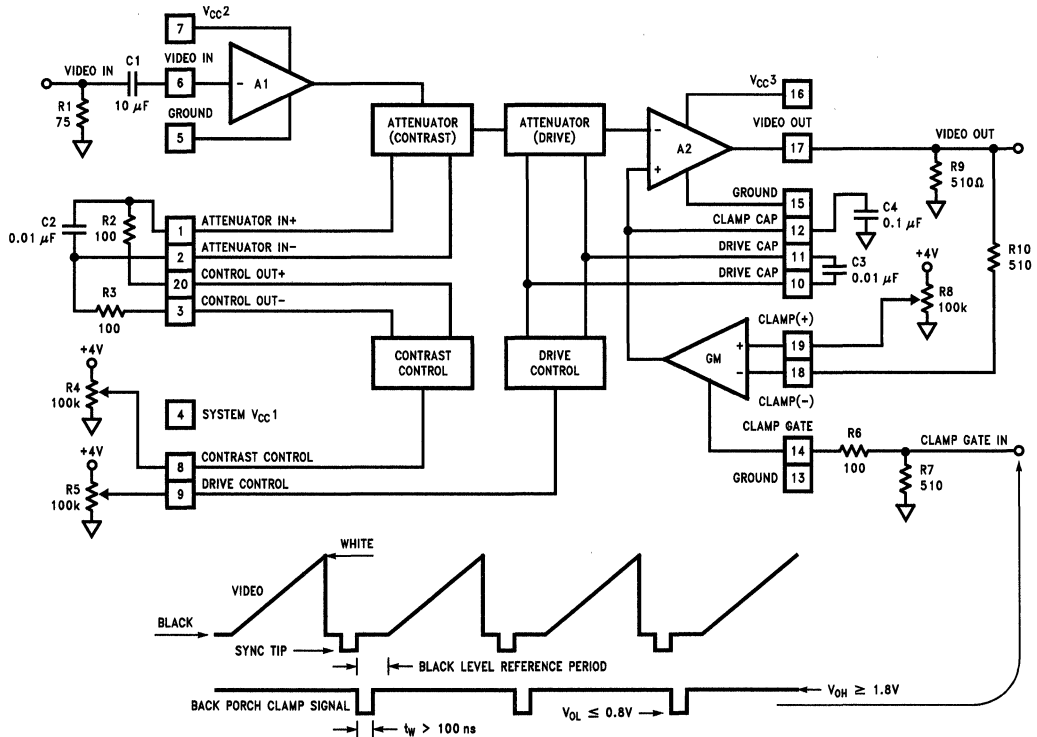 7
VCC2
VIDEO IN
C1
10 μF
R1
75
VIDEO IN
6
GROUND
5
-
A1
ATTENUATOR
(CONTRAST)
ATTENUATOR
(DRIVE)
-
A2
+
VCC3
16
VIDEO OUT
17
VIDEO OUT
R9
510Ω
GROUND
15
CLAMP CAP
12
DRIVE CAP
11
DRIVE CAP
10
C4
0.1 μF
C3
0.01 μF
R10
510
C2
0.01 μF
R2
100
R3
100
1
ATTENUATOR IN+
2
ATTENUATOR IN-
20
CONTROL OUT+
3
CONTROL OUT-
CONTRAST
CONTROL
DRIVE
CONTROL
GM
+
-
CLAMP(+)
19
18
CLAMP(-)
+4V
R8
100k
+4V
R4
100k
4
SYSTEM VCC1
+4V
R5
100k
8
CONTRAST CONTROL
9
DRIVE CONTROL
CLAMP GATE
14
GROUND
13
R6
100
R7
510
CLAMP GATE IN
WHITE
VIDEO
BLACK
SYNC TIP
BLACK LEVEL REFERENCE PERIOD
BACK PORCH CLAMP SIGNAL
tW > 100 ns
VOL ≤ 0.8V
VOH ≥ 1.8V